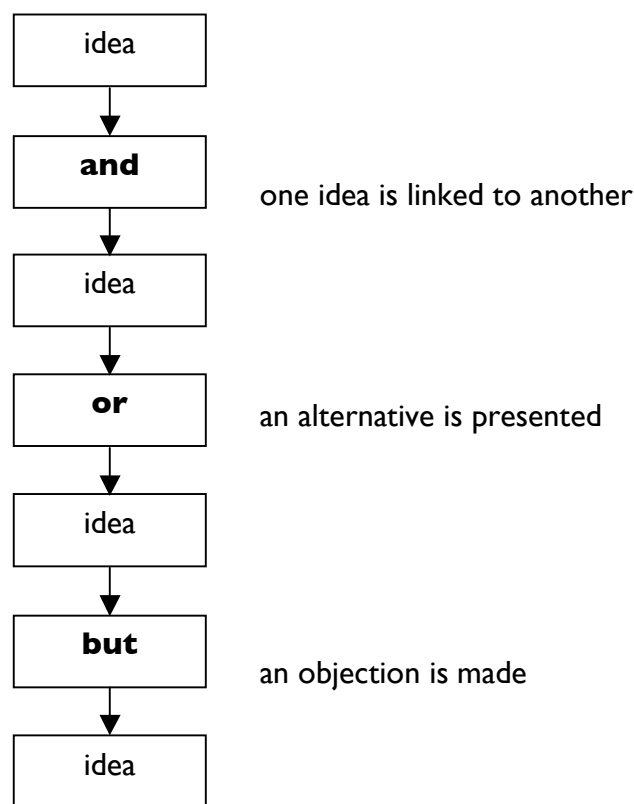 idea
and
one idea is linked to another
idea
or
an alternative is presented
idea
but
an objection is made
idea